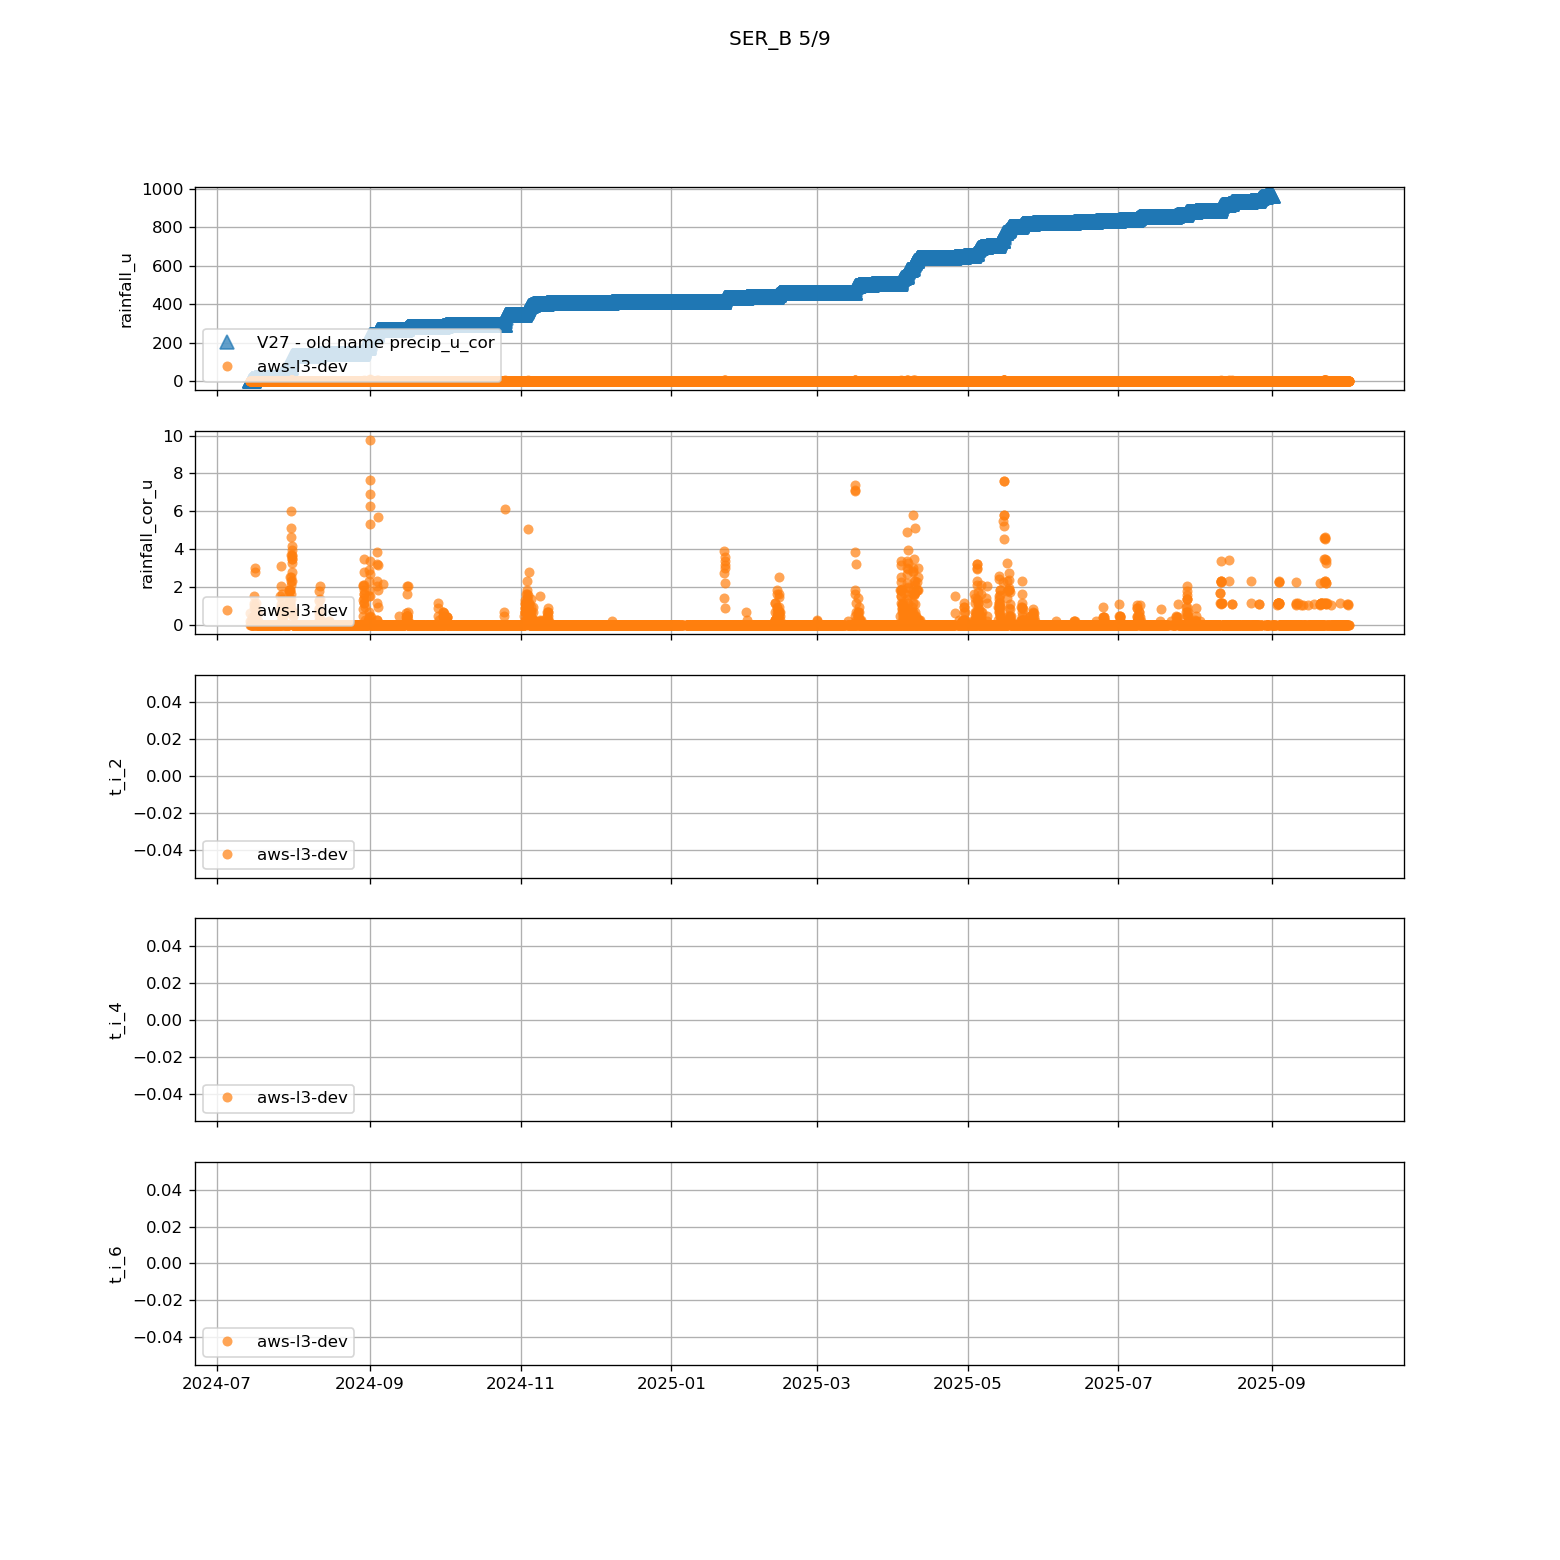 SER_B 5/9
1000
800
600
400
200
0
rainfall_u
V27 - old name precip_u_cor
aws-l3-dev
10
8
6
4
2
0
rainfall_cor_u
aws-l3-dev
0.04
0.02
0.00
−0.02
−0.04
t_i_2
aws-l3-dev
0.04
0.02
0.00
−0.02
−0.04
t_i_4
aws-l3-dev
0.04
0.02
0.00
−0.02
−0.04
t_i_6
aws-l3-dev
2024-07 2024-09 2024-11 2025-01 2025-03 2025-05 2025-07 2025-09